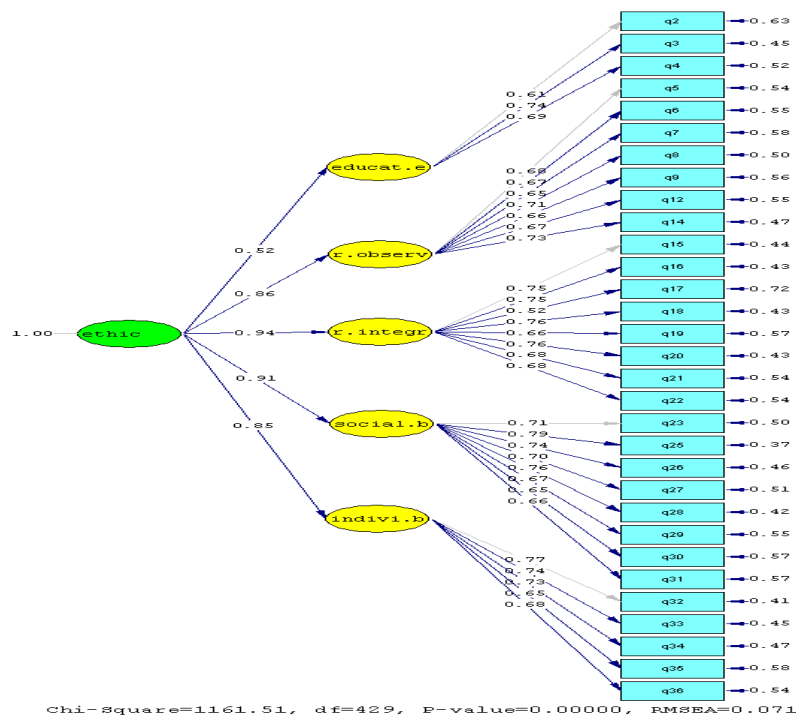 q2 0.63
q3 0.45
q4 0.52
q5 0.54
q6 0.55
q7 0.58
q8 0.50
q9 0.56
q12 0.55
q14 0.47
q15 0.44
q16 0.43
q17 0.72
q18 0.43
q19 0.57
q20 0.43
q21 0.54
q22 0.54
q23 0.50
q25 0.37
q26 0.46
q27 0.51
q28 0.42
q29 0.55
q30 0.57
q31 0.57
q32 0.41
q33 0.45
q34 0.47
q35 0.58
q36 0.54
0.61
0.74
0.69
0.68
0.67
0.65
0.71
0.66
0.67
0.73
0.75
0.75
0.52
0.76
0.66
0.76
0.68
0.68
0.71
0.79
0.74
0.70
0.76
0.67
0.65
0.66
0.77
0.74
0.73
0.65
0.68
educat.e
r.observ
r.integr
social.b
indivi.b
0.52
0.86
0.94
0.91
0.85
1.00 ethic
Chi-Square=1161.51, df=429, P-value=0.00000, RMSEA=0.071